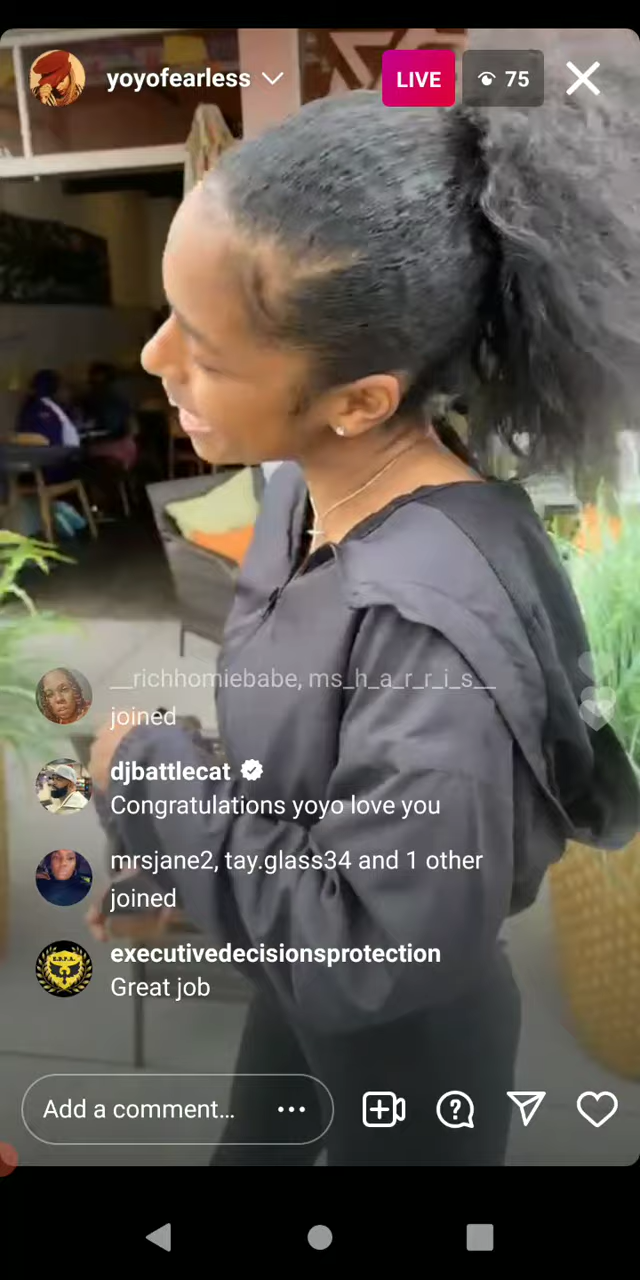 yoyofearless
LIVE
75
__richhomiebabe, ms_h_a_r_r_i_s__
joined
djbattlecat
Congratulations yoyo love you
mrsjane2, tay.glass34 and 1 other
joined
executivedecisionsprotection
Great job
Add a comment...